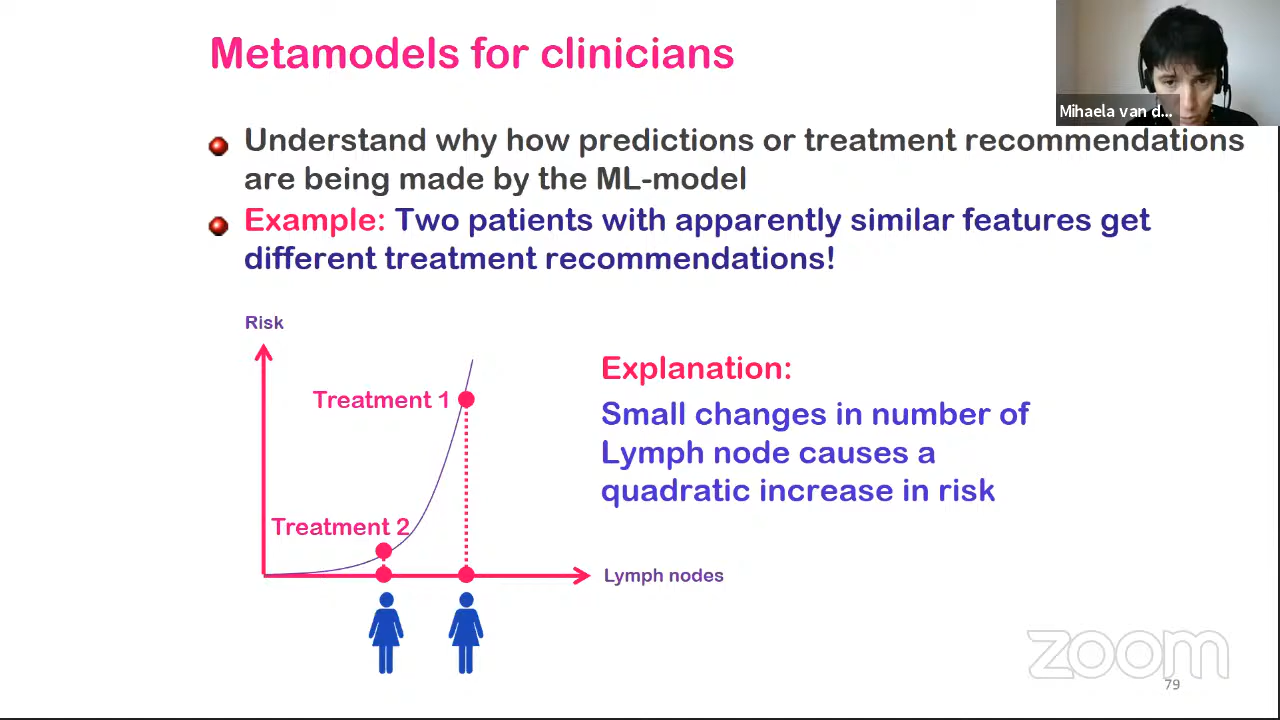 Metamodels for clinicians
Mihaela van d...
Understand why how predictions or treatment recommendations
are being made by the ML-model
Example: Two patients with apparently similar features get
different treatment recommendations!
Risk
Treatment 1
Treatment 2
Lymph nodes
Explanation:
Small changes in number of
Lymph node causes a
quadratic increase in risk
zoom
79